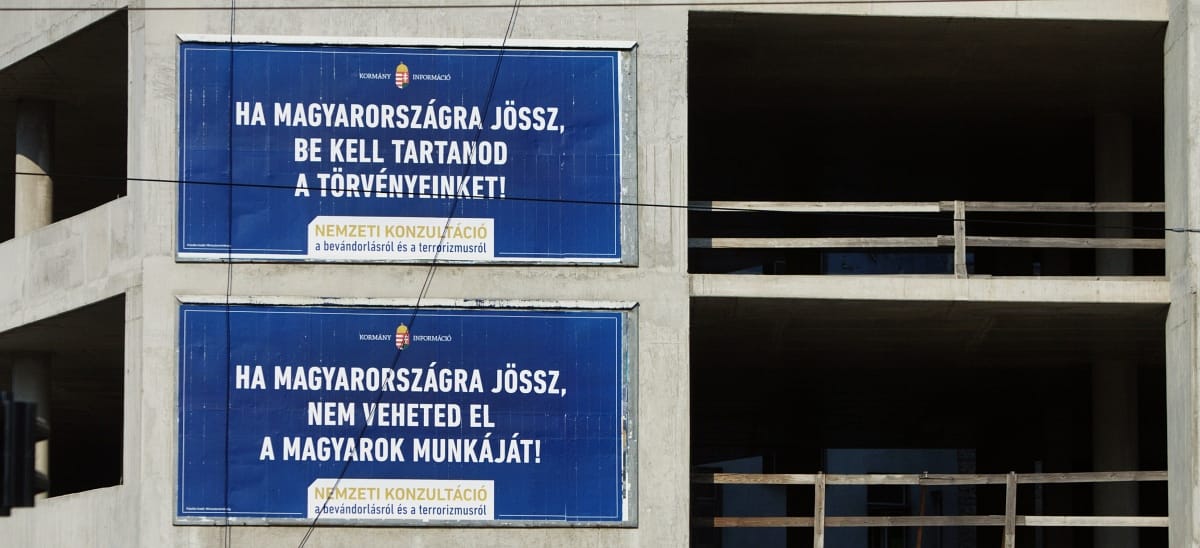 KORMÁNY INFORMÁCIÓ
HA MAGYARORSZÁGRA JÖSSZ,
BE KELL TARTANOD
A TÖRVÉNYEINKET!
NEMZETI KONZULTÁCIÓ
a bevándorlásról és a terrorizmusról
KORMÁNY INFORMÁCIÓ
HA MAGYARORSZÁGRA JÖSSZ,
NEM VEHETED EL
A MAGYAROK MUNKÁJÁT!
NEMZETI KONZULTÁCIÓ
a bevándorlásról és a terrorizmusról